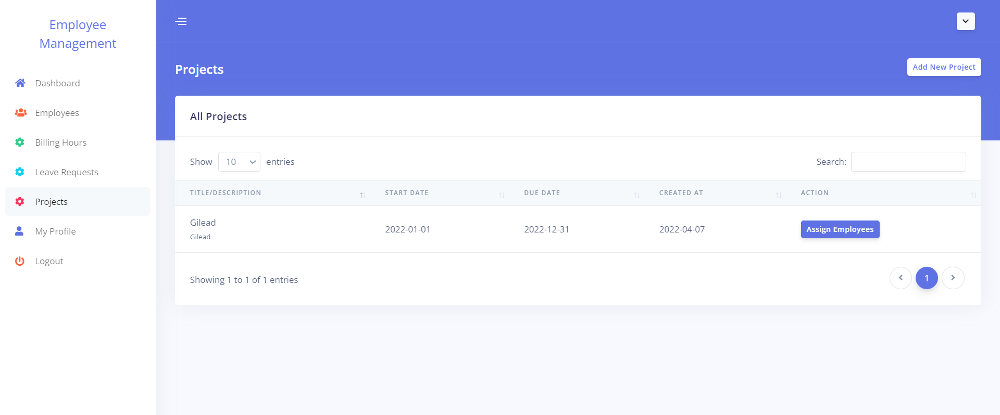 Employee
Management
Dashboard
Employees
Billing Hours
Leave Requests
Projects
My Profile
Logout
Projects
Add New Project
All Projects
Show 10 entries
Search:
TITLE/DESCRIPTION START DATE DUE DATE CREATED AT ACTION
Gilead
Gilead
2022-01-01 2022-12-31 2022-04-07 Assign Employees
Showing 1 to 1 of 1 entries
1